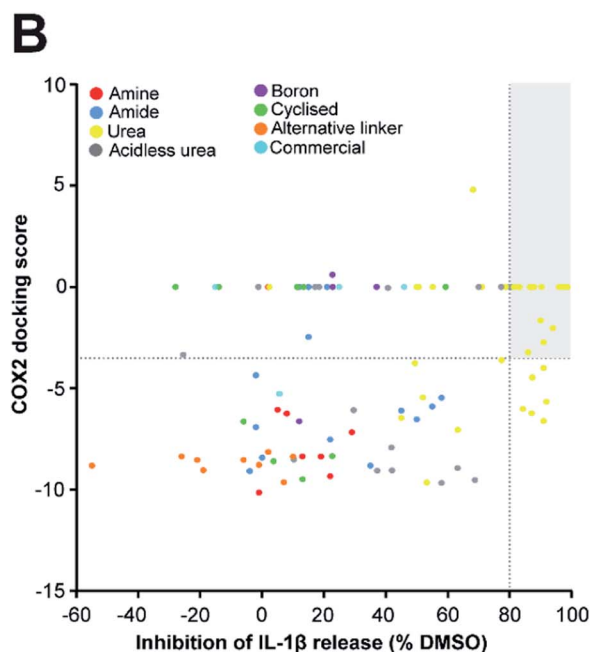 B
Amine
Amide
Urea
Acidless urea
Boron
Cyclised
Alternative linker
Commercial
COX2 docking score
10
5
0
-5
-10
-15
-60 -40 -20 0 20 40 60 80 100
Inhibition of IL-1β release (% DMSO)